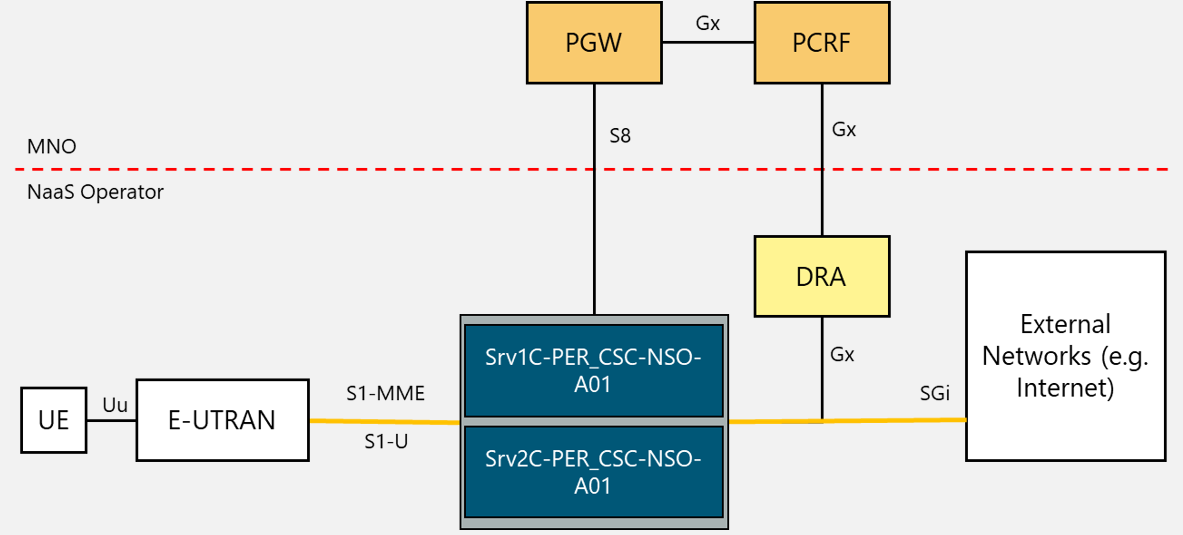 PGW
Gx
PCRF
S8
Gx
MNO
NaaS Operator
DRA
External
Networks (e.g.
Internet)
Srv1C-PER_CSC-NSO-
A01
Gx
UE
Uu
E-UTRAN
S1-MME
S1-U
SGi
Srv2C-PER_CSC-NSO-
A01